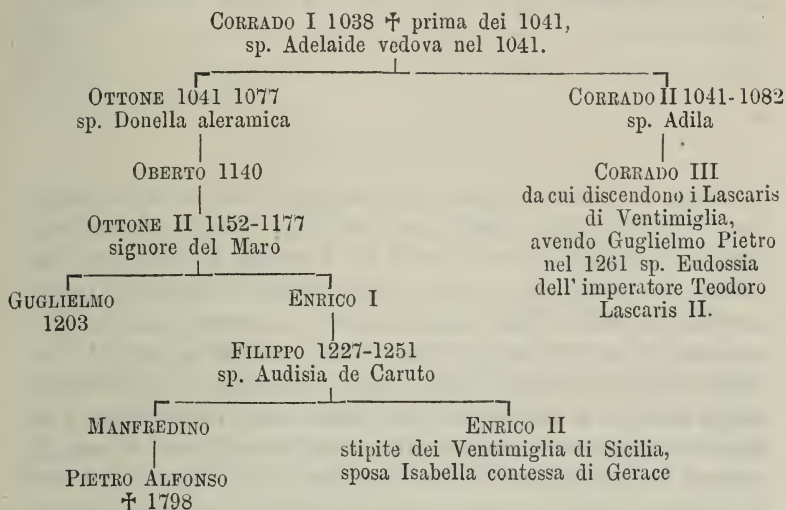 CORRADO I 1038 ✝ prima dei 1041,
sp. Adelaide vedova nel 1041.
OTTONE 1041 1077
sp. Donella aleramica
CORRADO II 1041-1082
sp. Adila
OBERTO 1140
CORRADO III
da cui discendono i Lascaris
di Ventimiglia,
avendo Guglielmo Pietro
nel 1261 sp. Eudossia
dell' imperatore Teodoro
Lascaris II.
OTTONE II 1152-1177
signore del Maro
GUGLIELMO
1203
ENRICO I
FILIPPO 1227-1251
sp. Audisia de Caruto
MANFREDINO
ENRICO II
stipite dei Ventimiglia di Sicilia,
sposa Isabella contessa di Gerace
PIETRO ALFONSO
✝ 1798